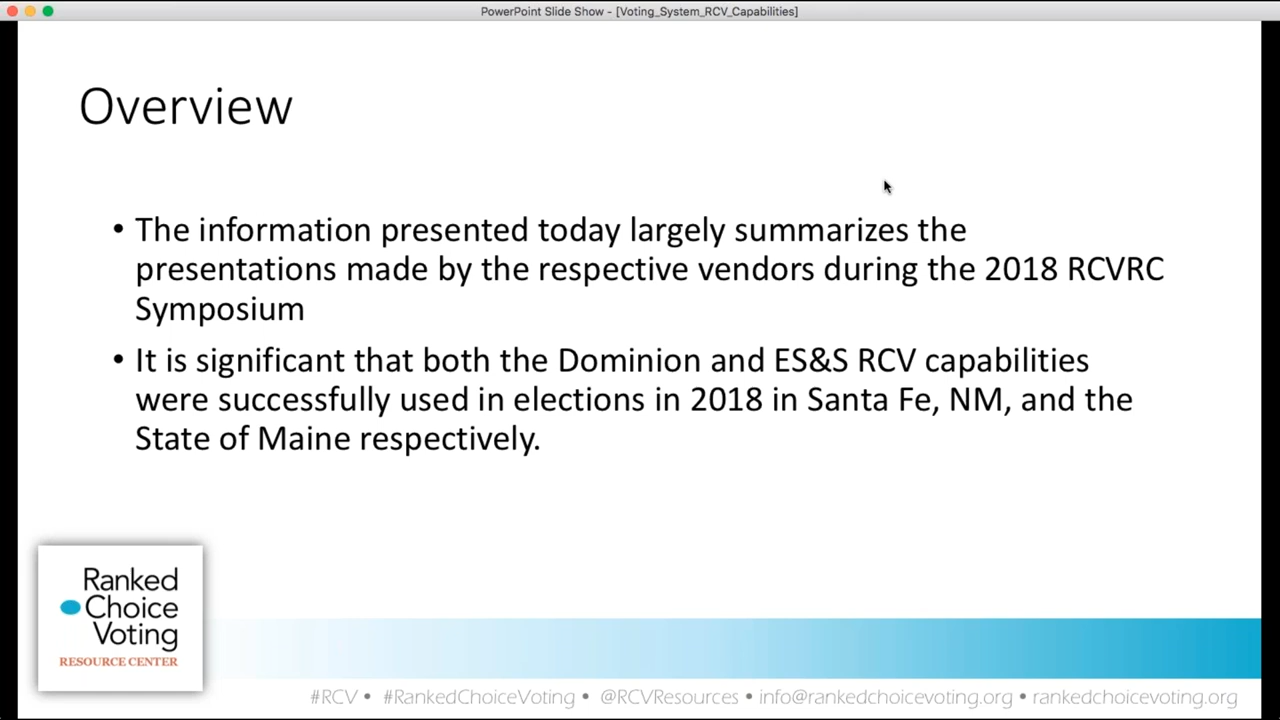 PowerPoint Slide Show - [Voting_System_RCV_Capabilities]
Overview
• The information presented today largely summarizes the
presentations made by the respective vendors during the 2018 RCVRC
Symposium
• It is significant that both the Dominion and ES&S RCV capabilities
were successfully used in elections in 2018 in Santa Fe, NM, and the
State of Maine respectively.
Ranked
Choice
Voting
RESOURCE CENTER
#RCV • #RankedChoiceVoting • @RCVResources • info@rankedchoicevoting.org • rankedchoicevoting.org